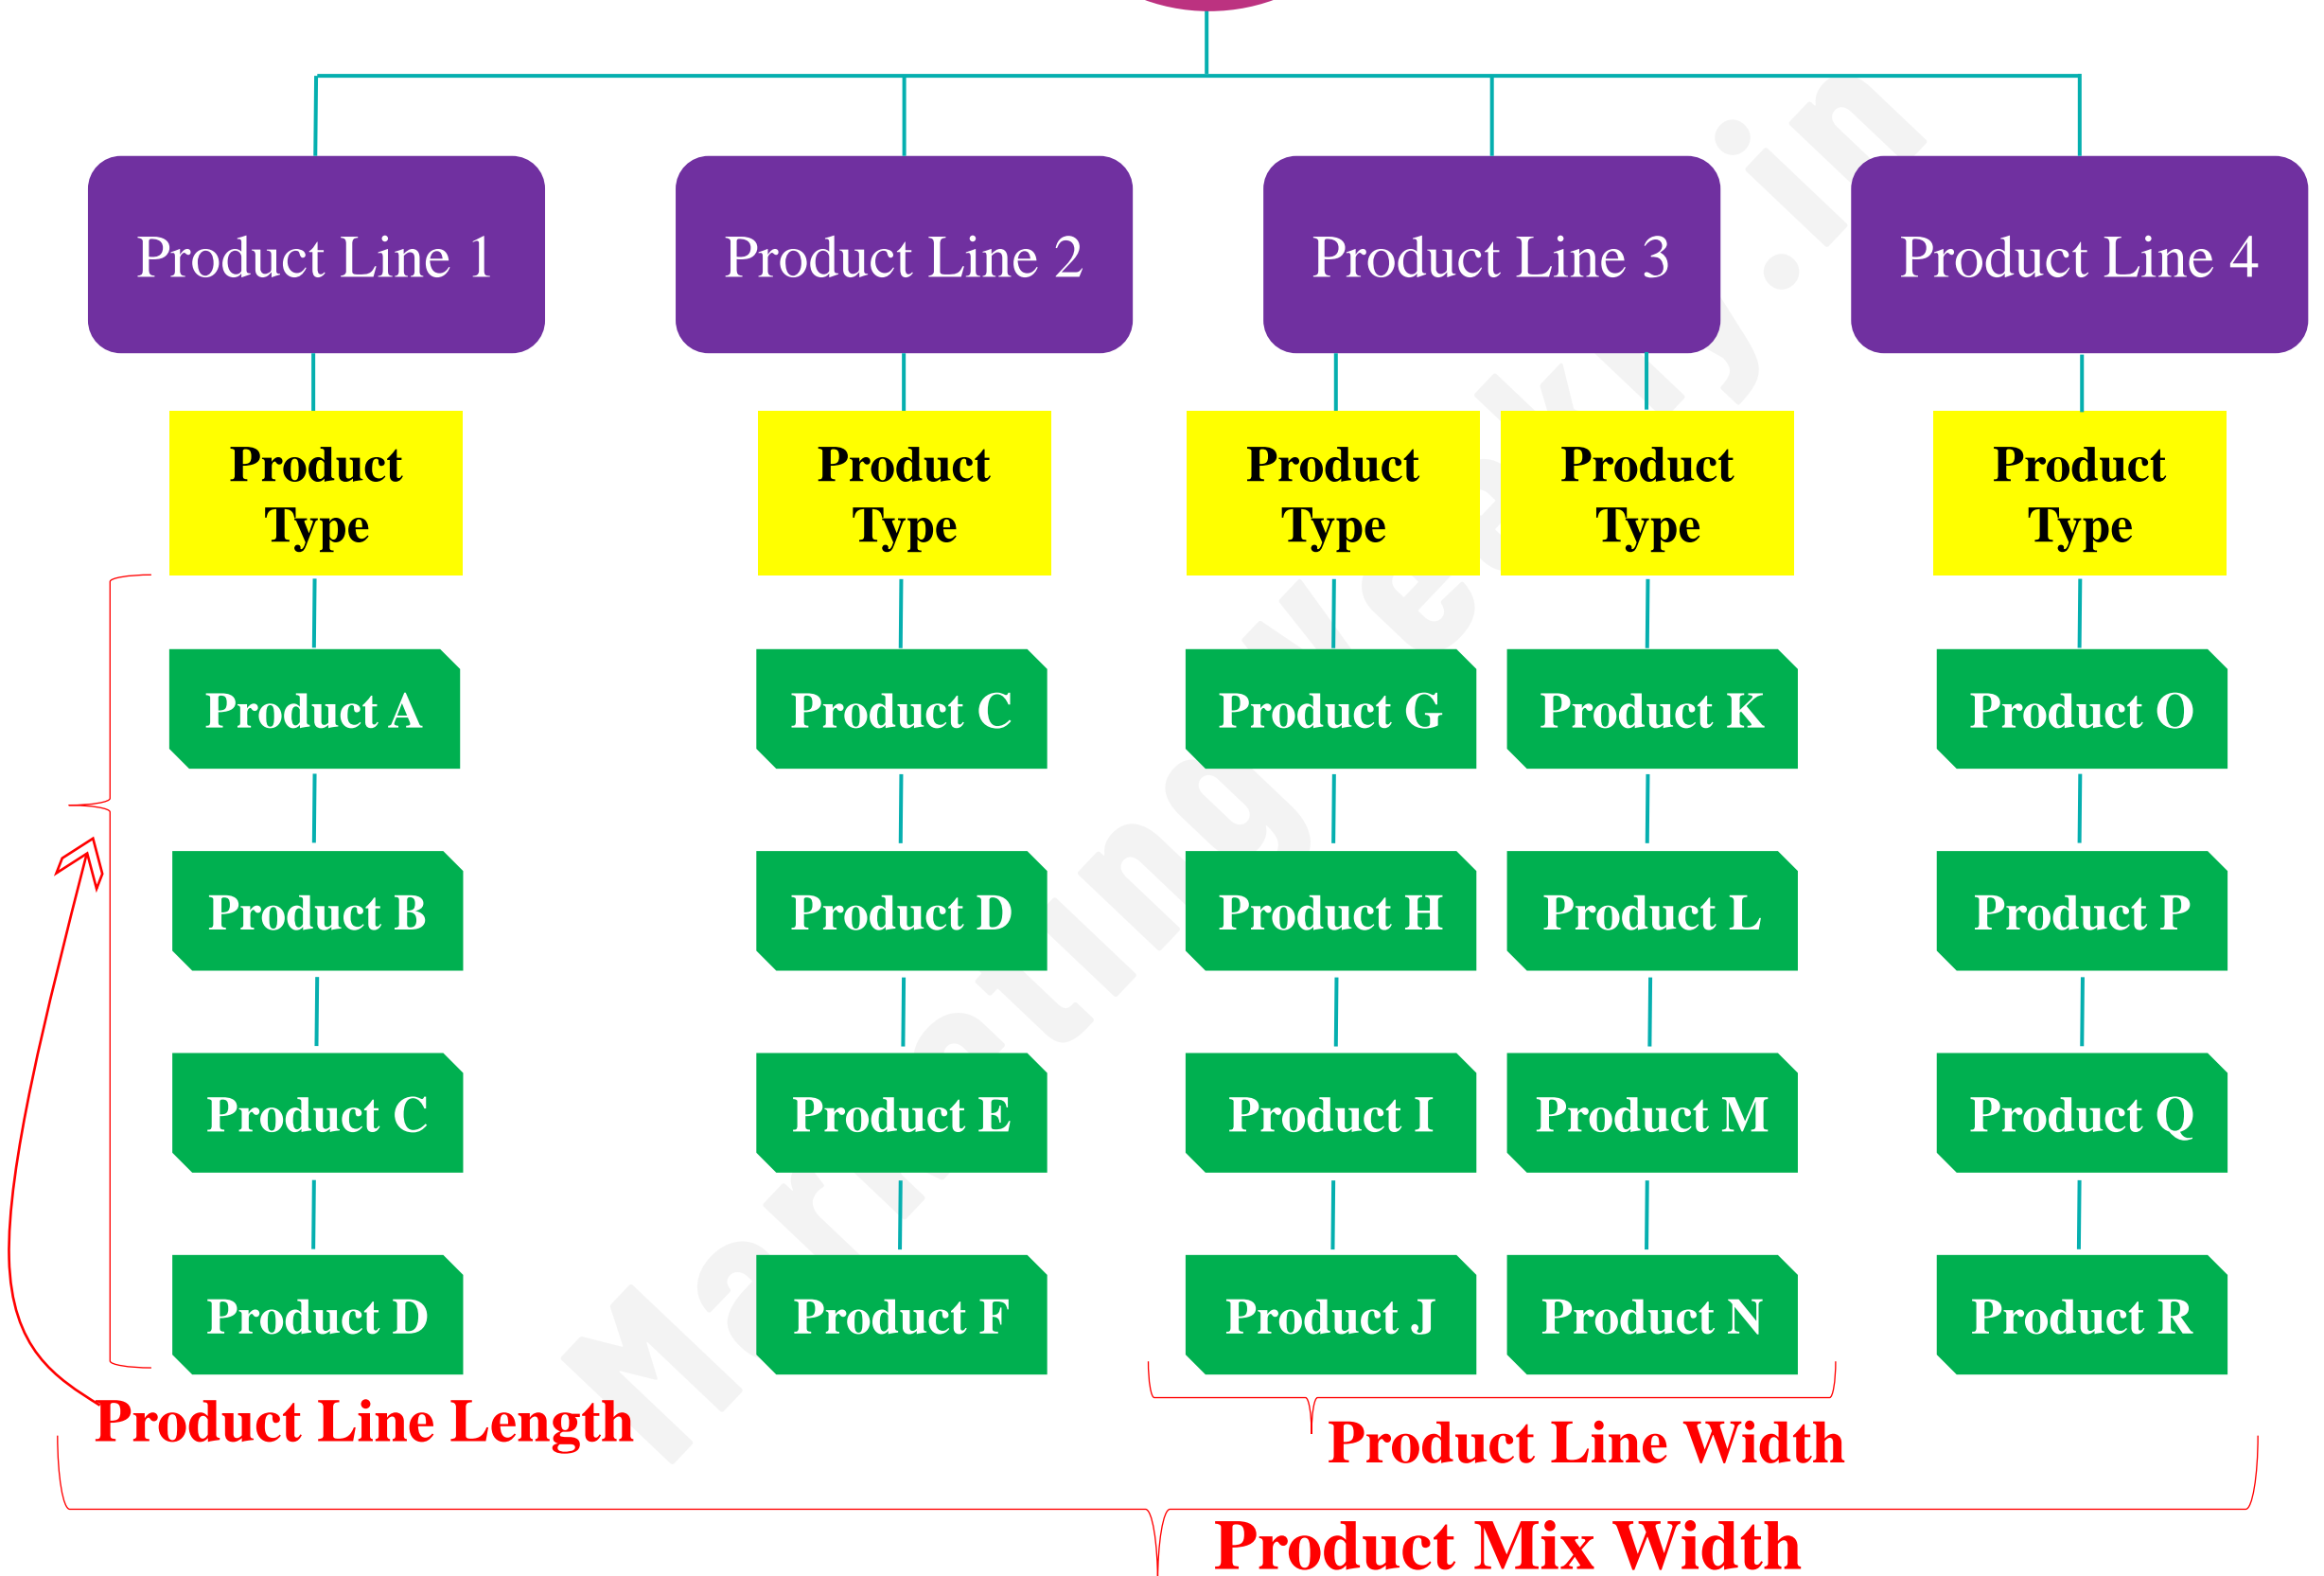 Product Line 1
Product Line 2
Product Line 3
Product Line 4
Product
Type
Product
Type
Product
Type
Product
Type
Product
Type
Product A
Product C
Product G
Product K
Product O
Product B
Product D
Product H
Product L
Product P
Product C
Product E
Product I
Product M
Product Q
Product D
Product F
Product J
Product N
Product R
Product Line Length
Product Line Width
Product Mix Width
MarketingWeekly.in